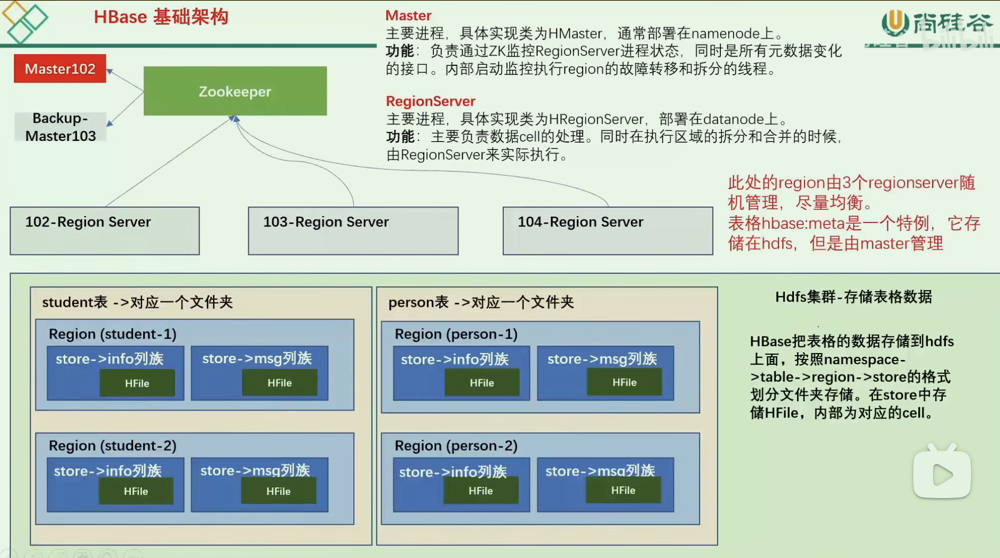 HBase 基础架构
尚硅谷
Master
主要进程，具体实现类为HMaster，通常部署在namenode上。
功能：负责通过ZK监控RegionServer进程状态，同时是所有元数据变化
的接口。内部启动监控执行region的故障转移和拆分的线程。
RegionServer
主要进程，具体实现类为HRegionServer，部署在datanode上。
功能：主要负责数据cell的处理。同时在执行区域的拆分和合并的时候，
由RegionServer来实际执行。
Master102
Zookeeper
Backup-
Master103
102-Region Server
103-Region Server
104-Region Server
此处的region由3个regionserver随
机管理，尽量均衡。
表格hbase:meta是一个特例，它存
储在hdfs，但是由master管理
student表 ->对应一个文件夹
Region (student-1)
store->info列族
HFile
store->msg列族
HFile
Region (student-2)
store->info列族
HFile
store->msg列族
HFile
person表 ->对应一个文件夹
Region (person-1)
store->info列族
HFile
store->msg列族
HFile
Region (person-2)
store->info列族
HFile
store->msg列族
HFile
Hdfs集群-存储表格数据
HBase把表格的数据存储到hdfs
上面，按照namespace-
>table->region->store的格式
划分文件夹存储。在store中存
储HFile，内部为对应的cell。